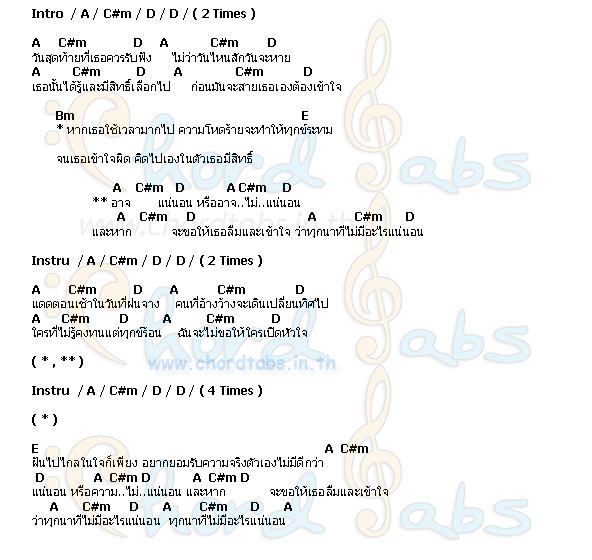 Intro / A / C#m / D / D / ( 2 Times )
A C#m D A C#m D
วันสุดท้ายที่เธอควรรับฟัง ไม่ว่าวันไหนสักวันจะหาย
A C#m D A C#m D
เธอนั้นได้รู้และมีสิทธิ์เลือกไป ก่อนมันจะสายเธอเองต้องเข้าใจ
Bm E
* หากเธอใช้เวลามากไป ความโหดร้ายจะทำให้ทุกข์ระทม
จนเธอเข้าใจผิด คิดไปเองในตัวเธอมีสิทธิ์
A C#m D A C#m D
** อาจ แน่นอน หรืออาจ..ไม่..แน่นอน
A C#m D A C#m D
และหาก จะขอให้เธอลืมและเข้าใจ ว่าทุกนาทีไม่มีอะไรแน่นอน
Instru / A / C#m / D / D / ( 2 Times )
A C#m D A C#m D
แดดตอนเช้าในวันที่ฝนจาง คนที่อ้างว้างจะเดินเปลี่ยนทิศไป
A C#m D A C#m D
ใครที่ไม่รู้คงทนแต่ทุกข์ร้อน ฉันจะไม่ขอให้ใครเปิดหัวใจ
( * , ** )
www.chordtabs.in.th
Instru / A / C#m / D / D / ( 4 Times )
( * )
E A C#m
ฝันไปไกลในใจก็เพียง อยากยอมรับความจริงตัวเองไม่มีดีกว่า
D A C#m D A C#m D
แน่นอน หรือความ..ไม่..แน่นอน และหาก จะขอให้เธอลืมและเข้าใจ
A C#m D A C#m D A
ว่าทุกนาทีไม่มีอะไรแน่นอน ทุกนาทีไม่มีอะไรแน่นอน